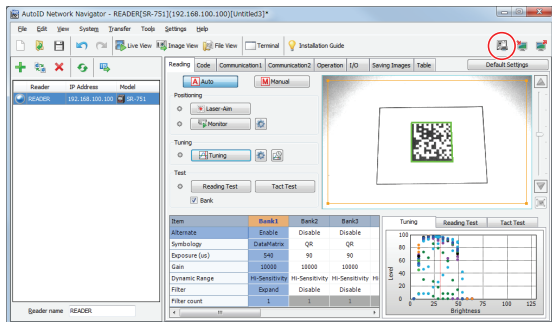 AutoID Network Navigator - READER[SR-751](192.168.100.100)[Untitled3]*
File Edit View System Transfer Tools Settings Help
Live View Image View File View Terminal Installation Guide
Reader IP Address Model
READER 192.168.100.100 SR-751
Reader name READER
Reading Code Communication1 Communication2 Operation I/O Saving Images Table
Default Settings
Auto Manual
Positioning
Laser-Aim
Monitor
Tuning
Tuning
Test
Reading Test Tact Test
Bank
Item Bank1 Bank2 Bank3
Alternate Enable Disable Disable
Symbology DataMatrix QR QR
Exposure (us) 540 90 90
Gain 10000 10000 10000
Dynamic Range Hi-Sensitivity Hi-Sensitivity Hi-Sensitivity Hi
Filter Expand Disable Disable
Filter count 1 1 1
Tuning Reading Test Tact Test
Level
100
80
60
40
20
0
0 25 50 75 100 125
Brightness